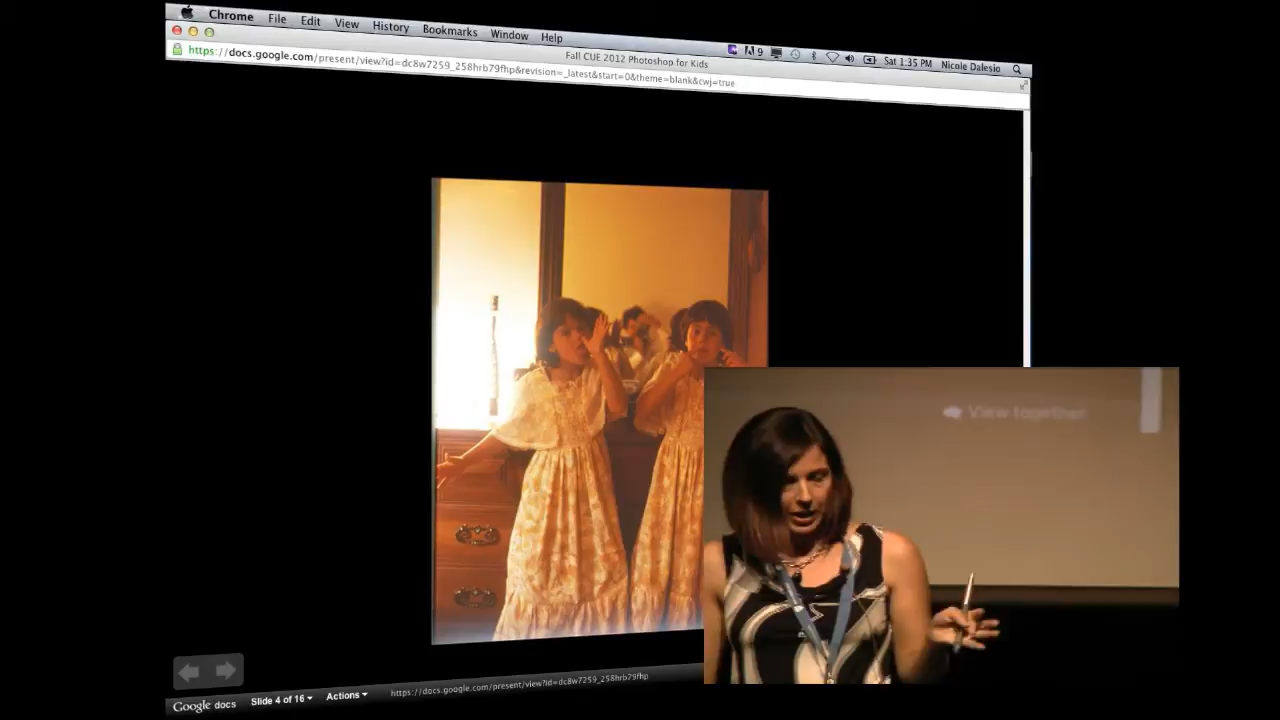 Chrome File Edit View History Bookmarks Window Help 9 Sat 1:35 PM Nicole Dalesio
Fall CUE 2012 Photoshop for Kids
https://docs.google.com/present/view?id=dc8w7259_258hrb79fhp&revision=_latest&start=0&theme=blank&cwj=true
View together
Google docs Slide 4 of 16 Actions https://docs.google.com/present/view?id=dc8w7259_258hrb79fhp